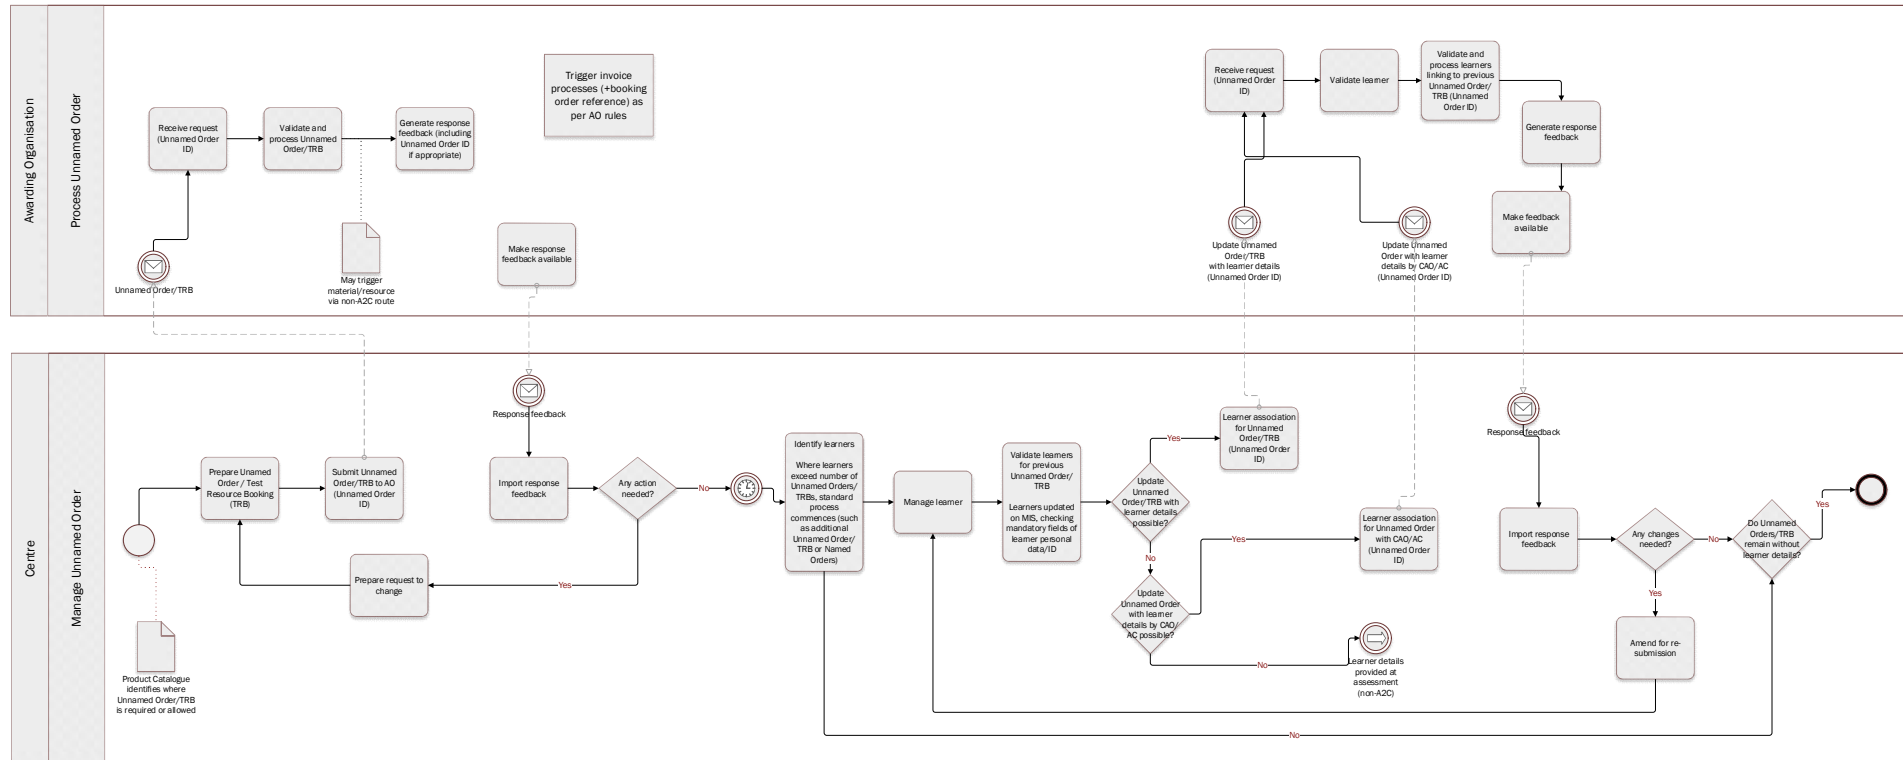 Awarding Organisation
Process Unnamed Order
Receive request
(Unnamed Order
ID)
Validate and
process Unnamed
Order/TRB
Generate response
feedback (including
Unnamed Order ID
if appropriate)
Trigger invoice
processes (+booking
order reference) as
per AO rules
Unnamed Order/TRB
May trigger
material/resource
via non-A2C route
Make response
feedback available
Receive request
(Unnamed Order
ID)
Validate learner
Validate and
process learners
linking to previous
Unnamed Order/
TRB (Unnamed
Order ID)
Generate response
feedback
Make feedback
available
Update Unnamed
Order/TRB
with learner details
(Unnamed Order ID)
Update Unnamed
Order with learner
details by CAO/AC
(Unnamed Order ID)
Centre
Manage Unnamed Order
Product Catalogue
identifies where
Unnamed Order/TRB
is required or allowed
Prepare Unamed
Order / Test
Resource Booking
(TRB)
Submit Unnamed
Order/TRB to AO
(Unnamed Order
ID)
Prepare request to
change
Response feedback
Import response
feedback
Any action
needed?
No
Yes
Identify learners
Where learners
exceed number of
Unnamed Orders/
TRBs, standard
process
commences (such
as additional
Unnamed Order/
TRB or Named
Orders)
Manage learner
Validate learners
for previous
Unnamed Order/
TRB
Learners updated
on MIS, checking
mandatory fields of
learner personal
data/ID
Update
Unnamed
Order/TRB with
learner details
possible?
Yes
No
Learner association
for Unnamed
Order/TRB
(Unnamed Order
ID)
Update
Unnamed Order
with learner
details by CAO/
AC possible?
Yes
No
Learner association
for Unnamed Order
with CAO/AC
(Unnamed Order
ID)
Learner details
provided at
assessment
(non-A2C)
Response feedback
Import response
feedback
Any changes
needed?
No
Yes
Amend for re-
submission
Do Unnamed
Orders/TRB
remain without
learner details?
Yes
No